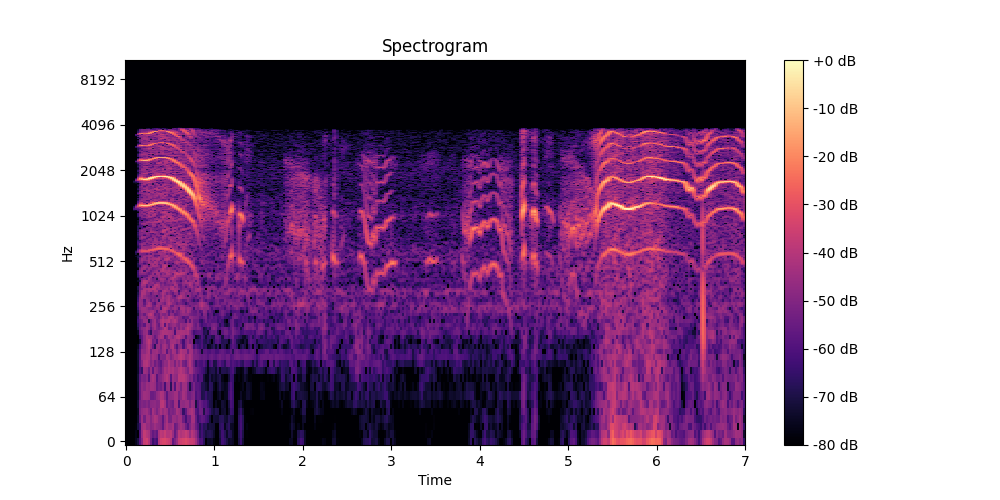 Spectrogram
8192
4096
2048
1024
512
256
128
64
0
Hz
0 1 2 3 4 5 6 7
Time
+0 dB
-10 dB
-20 dB
-30 dB
-40 dB
-50 dB
-60 dB
-70 dB
-80 dB